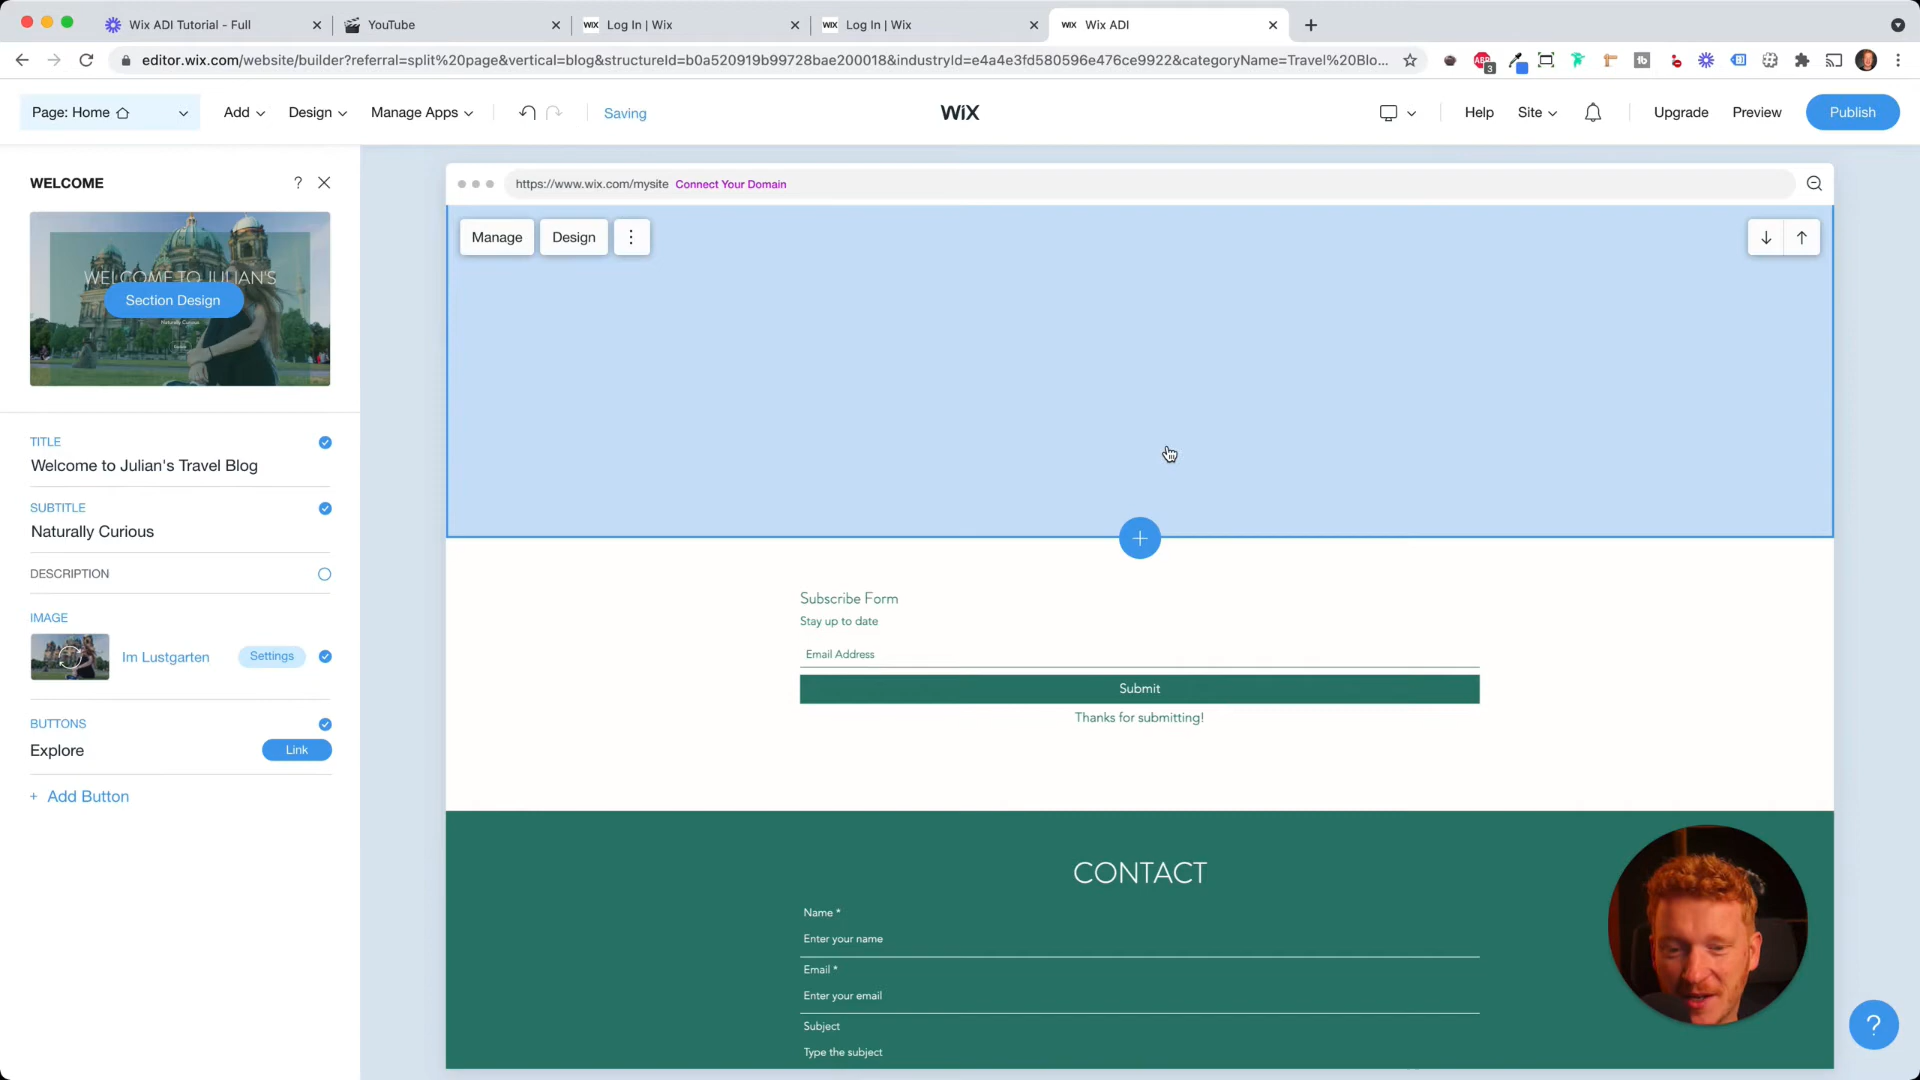 Wix ADI Tutorial - Full
YouTube
Log In | Wix
Log In | Wix
Wix ADI
editor.wix.com/website/builder?referral=split%20page&vertical=blog&structureId=b0a520919b99728bae200018&industryId=e4a4e3fd580596e476ce9922&categoryName=Travel%20Blo...
Page: Home
Add
Design
Manage Apps
Saving
WiX
Help
Site
Upgrade
Preview
Publish
WELCOME
?
WELCOME TO JULIAN'S
Section Design
Naturally Curious
TITLE
Welcome to Julian's Travel Blog
SUBTITLE
Naturally Curious
DESCRIPTION
IMAGE
Im Lustgarten
Settings
BUTTONS
Explore
Link
+ Add Button
https://www.wix.com/mysite Connect Your Domain
Manage
Design
Subscribe Form
Stay up to date
Email Address
Submit
Thanks for submitting!
CONTACT
Name *
Enter your name
Email *
Enter your email
Subject
Type the subject
?